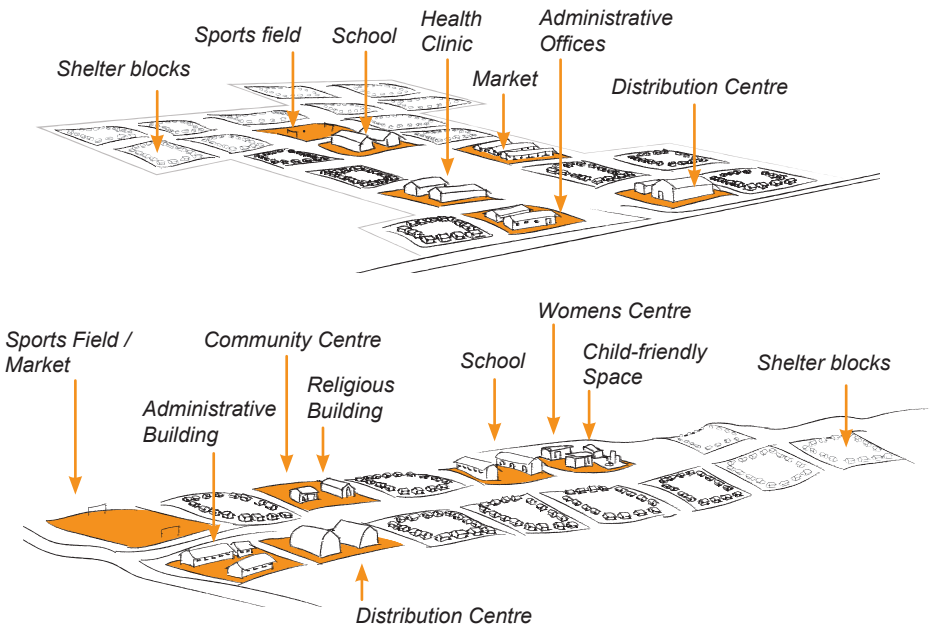 Health
Clinic
Administrative
Offices
Sports field
School
Shelter blocks
Market
Distribution Centre
Womens Centre
Sports Field /
Market
Community Centre
School
Child-friendly
Space
Shelter blocks
Religious
Building
Administrative
Building
Distribution Centre